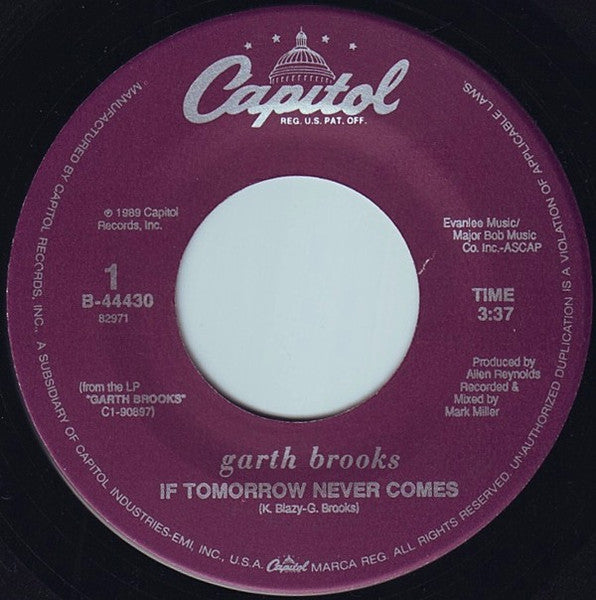 Capitol
REG. U.S. PAT. OFF.
℗ 1989 Capitol
Records, Inc.
1
B-44430
82971
(from the LP
"GARTH BROOKS"
C1-90897)
Evanlee Music/
Major Bob Music
Co. Inc.-ASCAP
TIME
3:37
Produced by
Allen Reynolds
Recorded &
Mixed by
Mark Miller
garth brooks
IF TOMORROW NEVER COMES
(K. Blazy-G. Brooks)
MANUFACTURED BY CAPITOL RECORDS, INC., A SUBSIDIARY OF CAPITOL INDUSTRIES-EMI, INC., U.S.A. Capitol MARCA REG. ALL RIGHTS RESERVED. UNAUTHORIZED DUPLICATION IS A VIOLATION OF APPLICABLE LAWS.